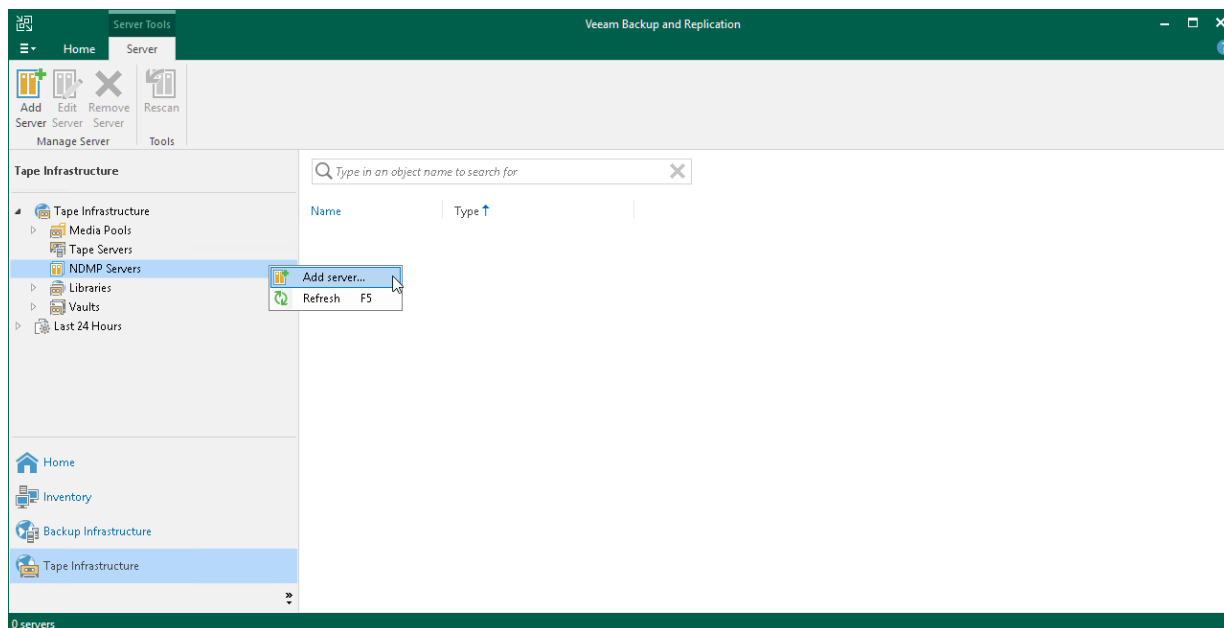 Server Tools
Veeam Backup and Replication
Home
Server
Add Server
Edit Server
Remove Server
Rescan
Manage Server
Tools
Tape Infrastructure
Type in an object name to search for
Name
Type
Tape Infrastructure
Media Pools
Tape Servers
NDMP Servers
Libraries
Vaults
Last 24 Hours
Add server...
Refresh F5
Home
Inventory
Backup Infrastructure
Tape Infrastructure
0 servers